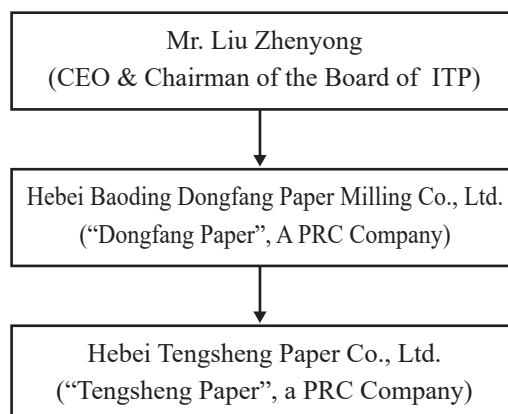 Mr. Liu Zhenyong
(CEO & Chairman of the Board of ITP)
Hebei Baoding Dongfang Paper Milling Co., Ltd.
(“Dongfang Paper”, A PRC Company)
Hebei Tengsheng Paper Co., Ltd.
(“Tengsheng Paper”, a PRC Company)